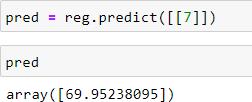 pred = reg.predict([[7]])
pred
array([69.95238095])